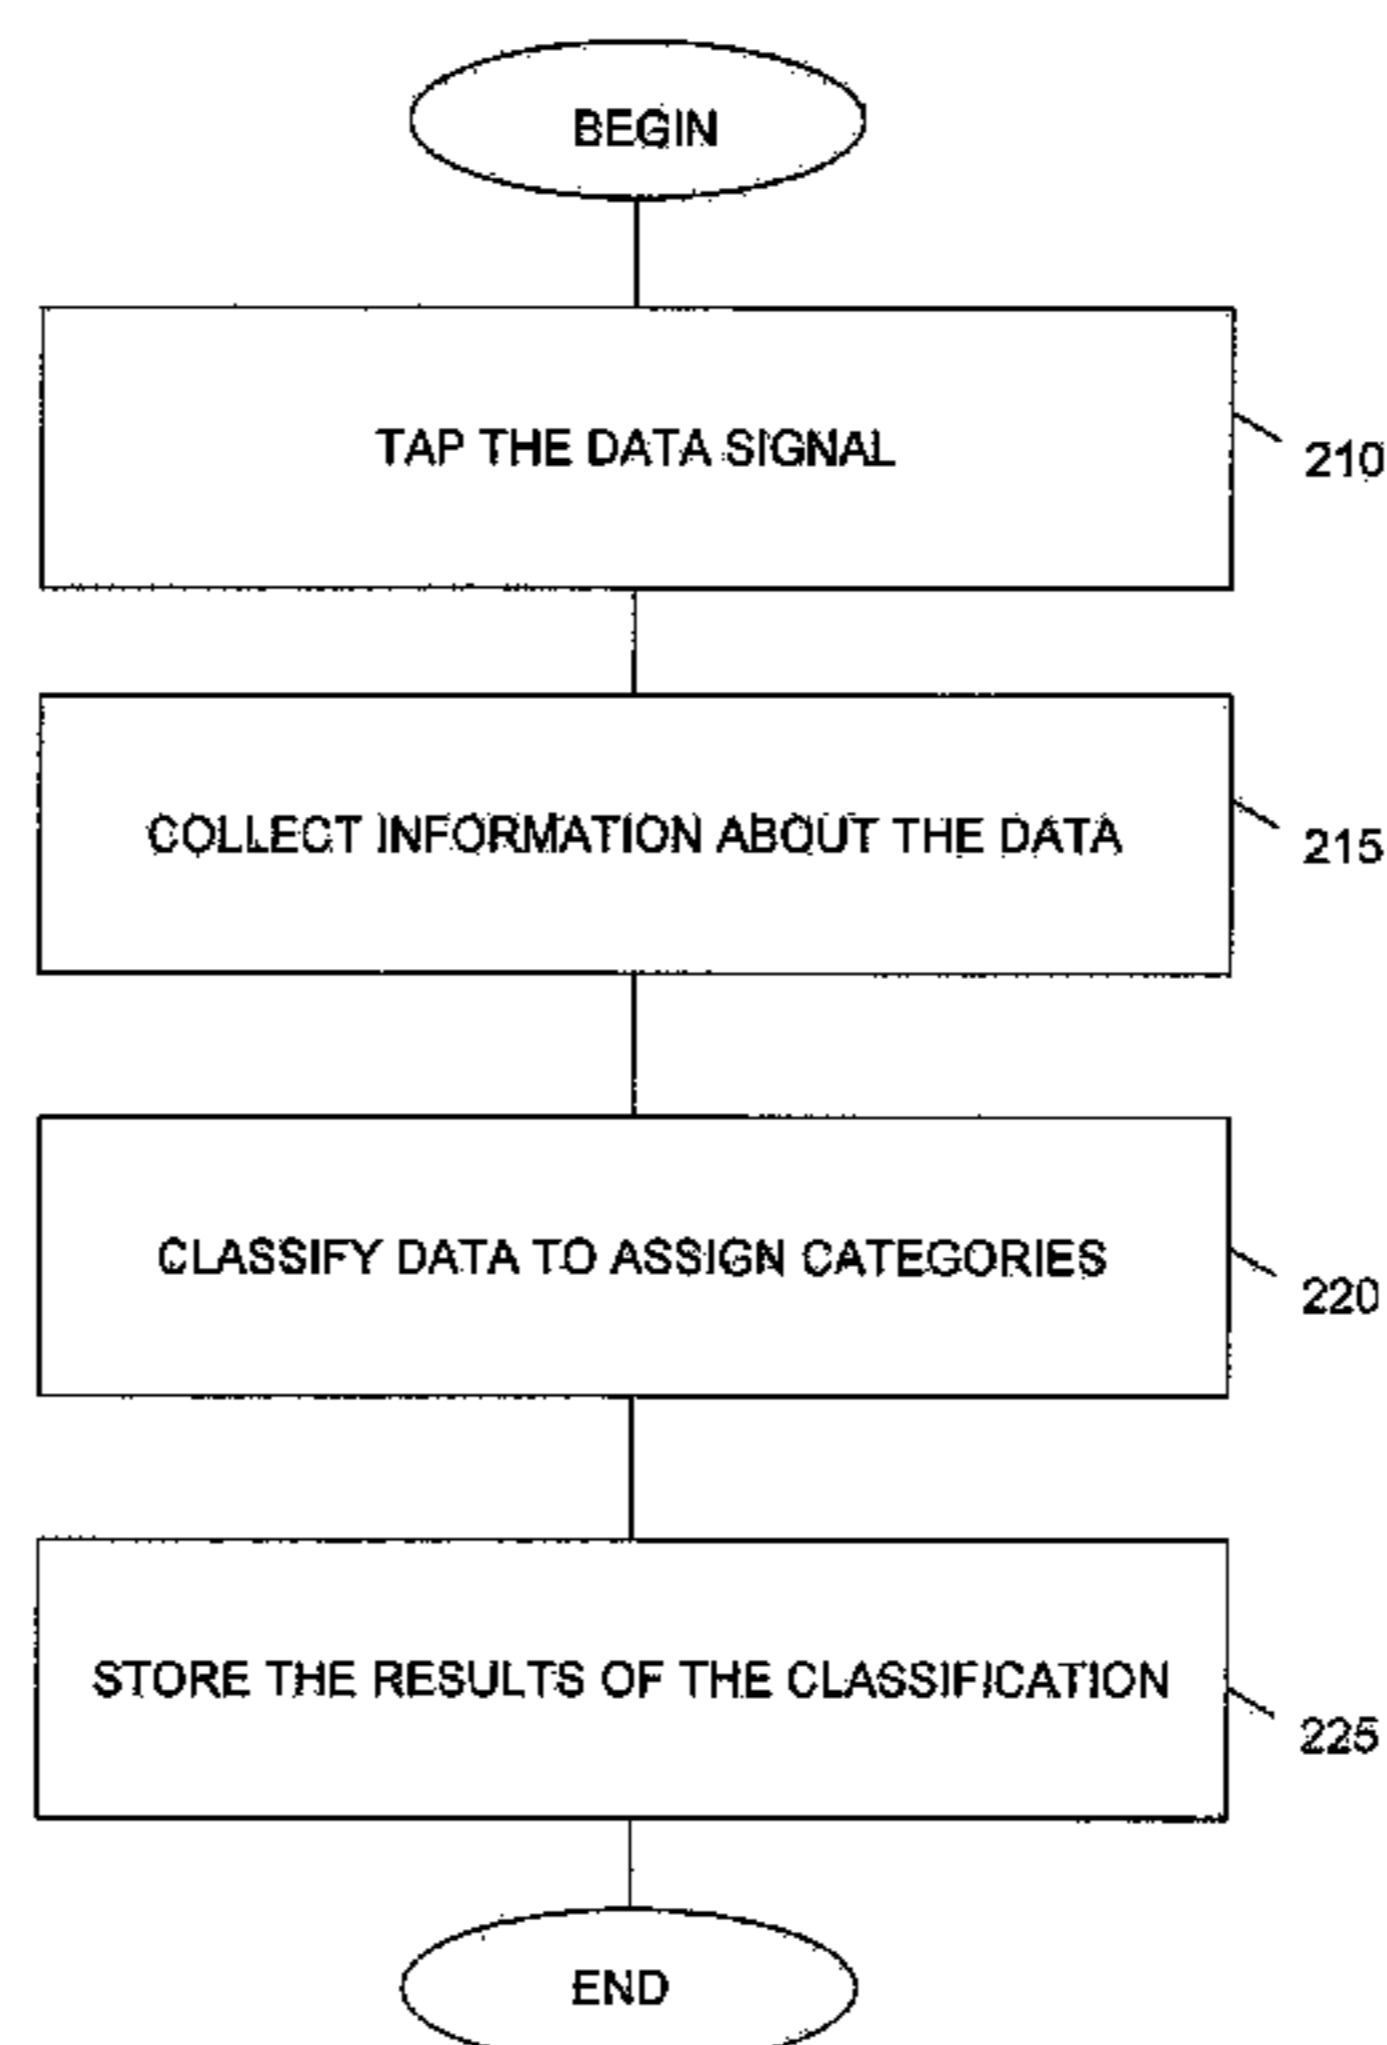 BEGIN
TAP THE DATA SIGNAL
210
COLLECT INFORMATION ABOUT THE DATA
215
CLASSIFY DATA TO ASSIGN CATEGORIES
220
STORE THE RESULTS OF THE CLASSIFICATION
225
END